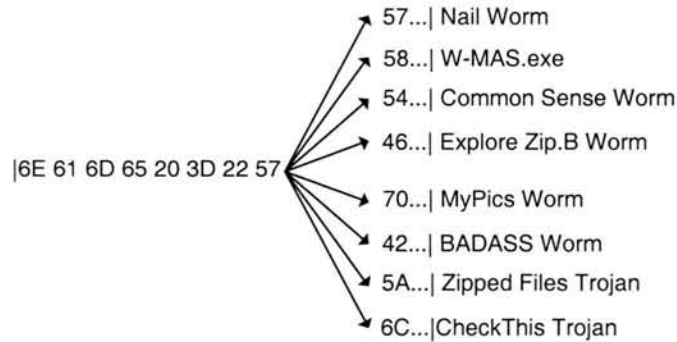 57...| Nail Worm
58...| W-MAS.exe
54...| Common Sense Worm
46...| Explore Zip.B Worm
|6E 61 6D 65 20 3D 22 57
70...| MyPics Worm
42...| BADASS Worm
5A...| Zipped Files Trojan
6C...|CheckThis Trojan